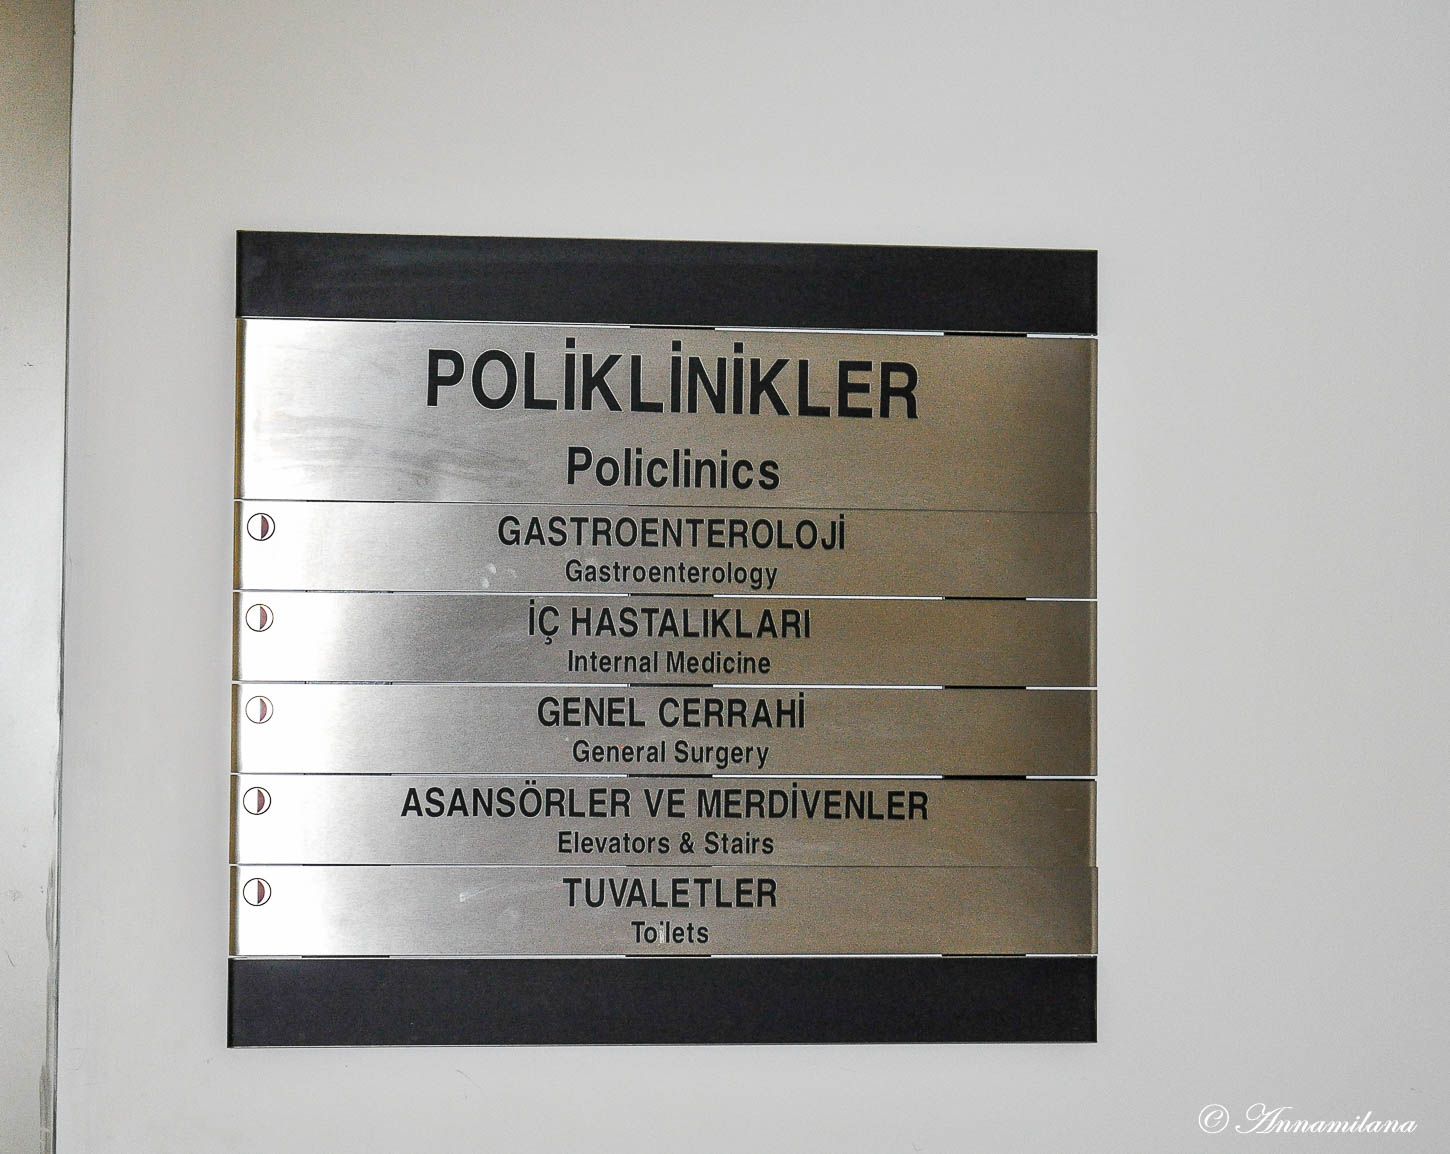 POLİKLİNİKLER
Policlinics
GASTROENTEROLOJİ
Gastroenterology
İÇ HASTALIKLARI
Internal Medicine
GENEL CERRAHİ
General Surgery
ASANSÖRLER VE MERDİVENLER
Elevators & Stairs
TUVALETLER
Toilets
© Annamilana